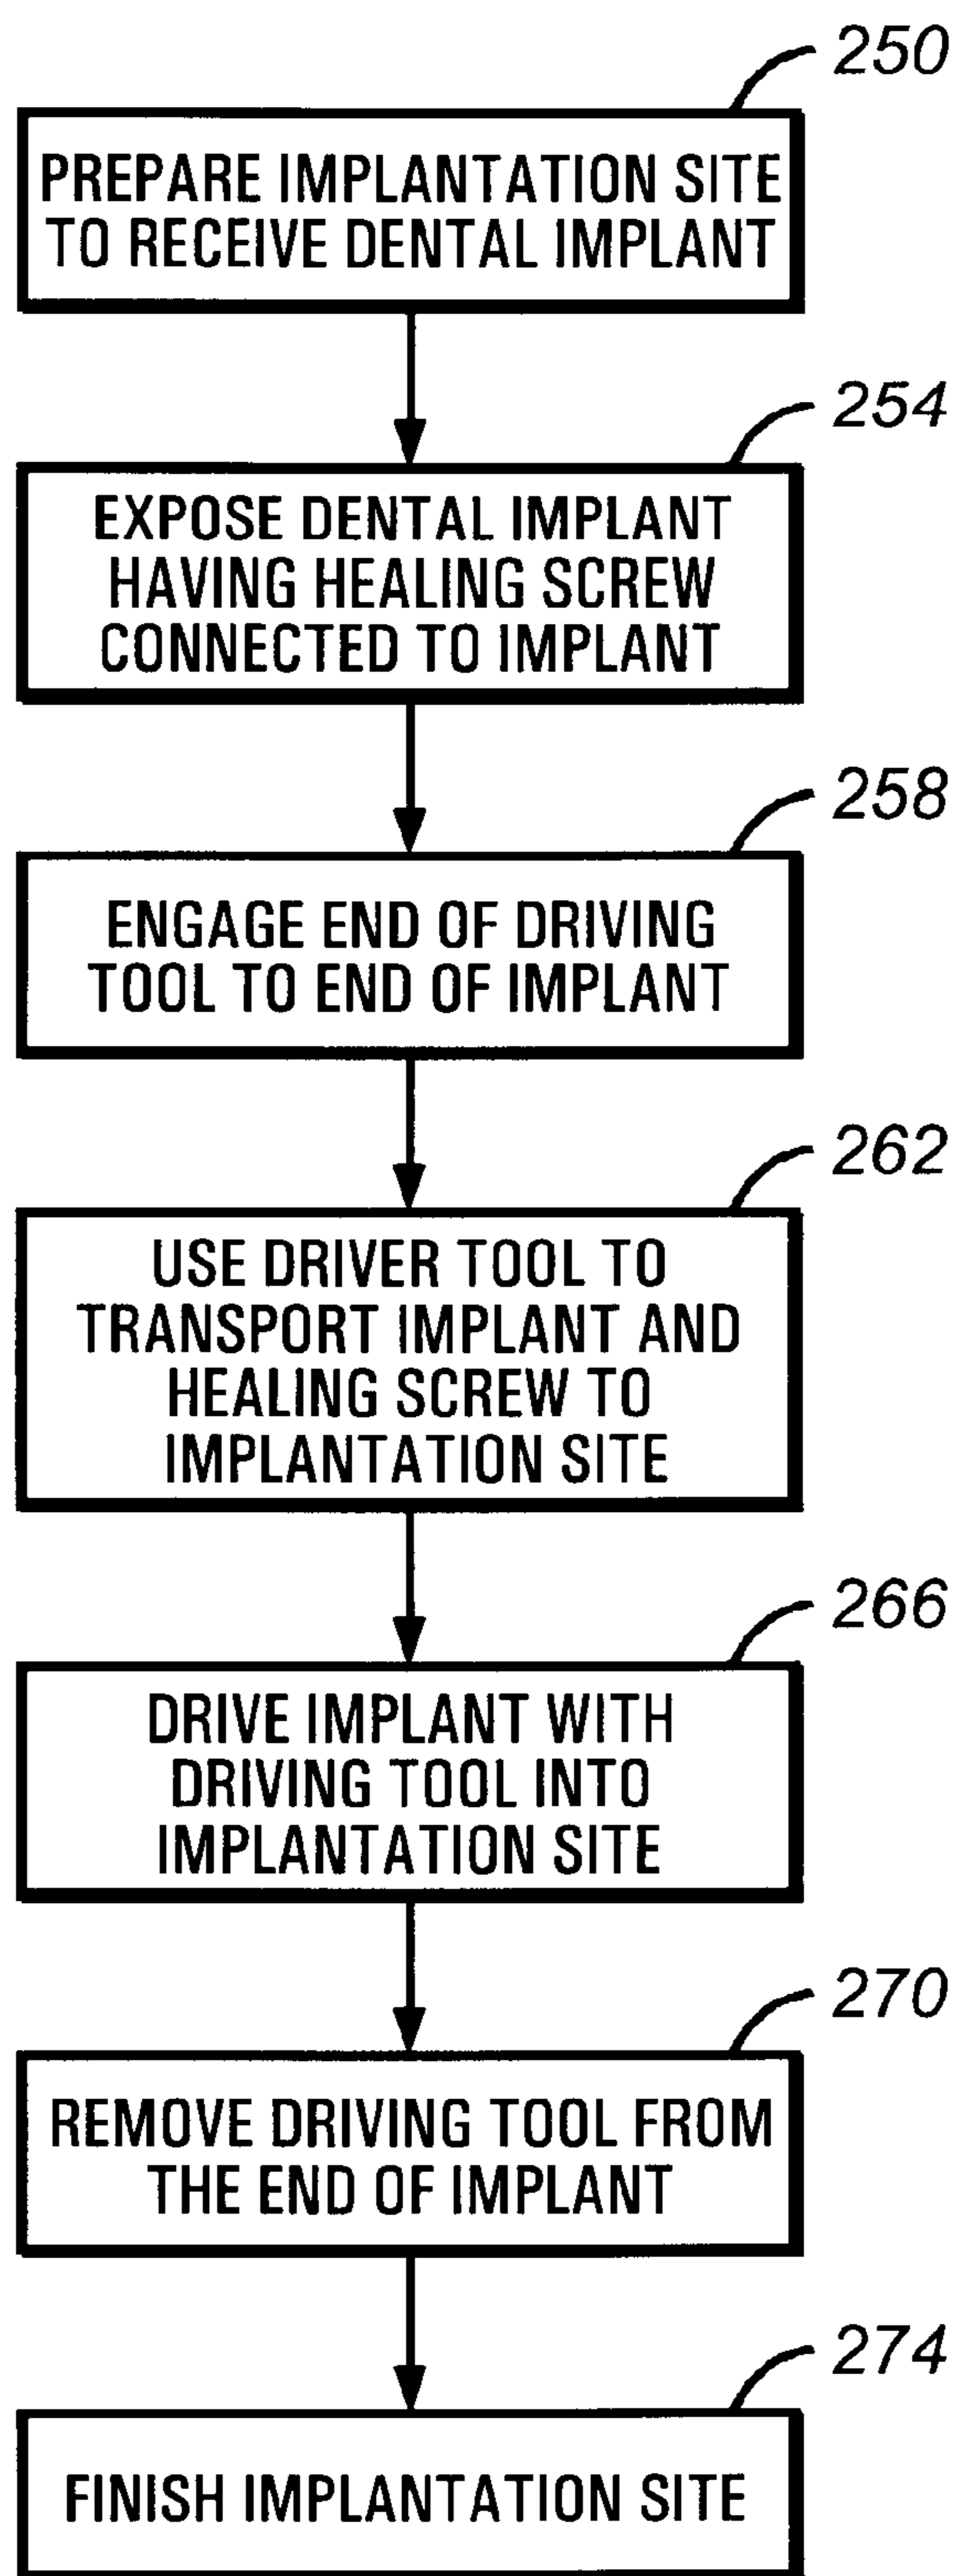 250
PREPARE IMPLANTATION SITE
TO RECEIVE DENTAL IMPLANT
254
EXPOSE DENTAL IMPLANT
HAVING HEALING SCREW
CONNECTED TO IMPLANT
258
ENGAGE END OF DRIVING
TOOL TO END OF IMPLANT
262
USE DRIVER TOOL TO
TRANSPORT IMPLANT AND
HEALING SCREW TO
IMPLANTATION SITE
266
DRIVE IMPLANT WITH
DRIVING TOOL INTO
IMPLANTATION SITE
270
REMOVE DRIVING TOOL FROM
THE END OF IMPLANT
274
FINISH IMPLANTATION SITE